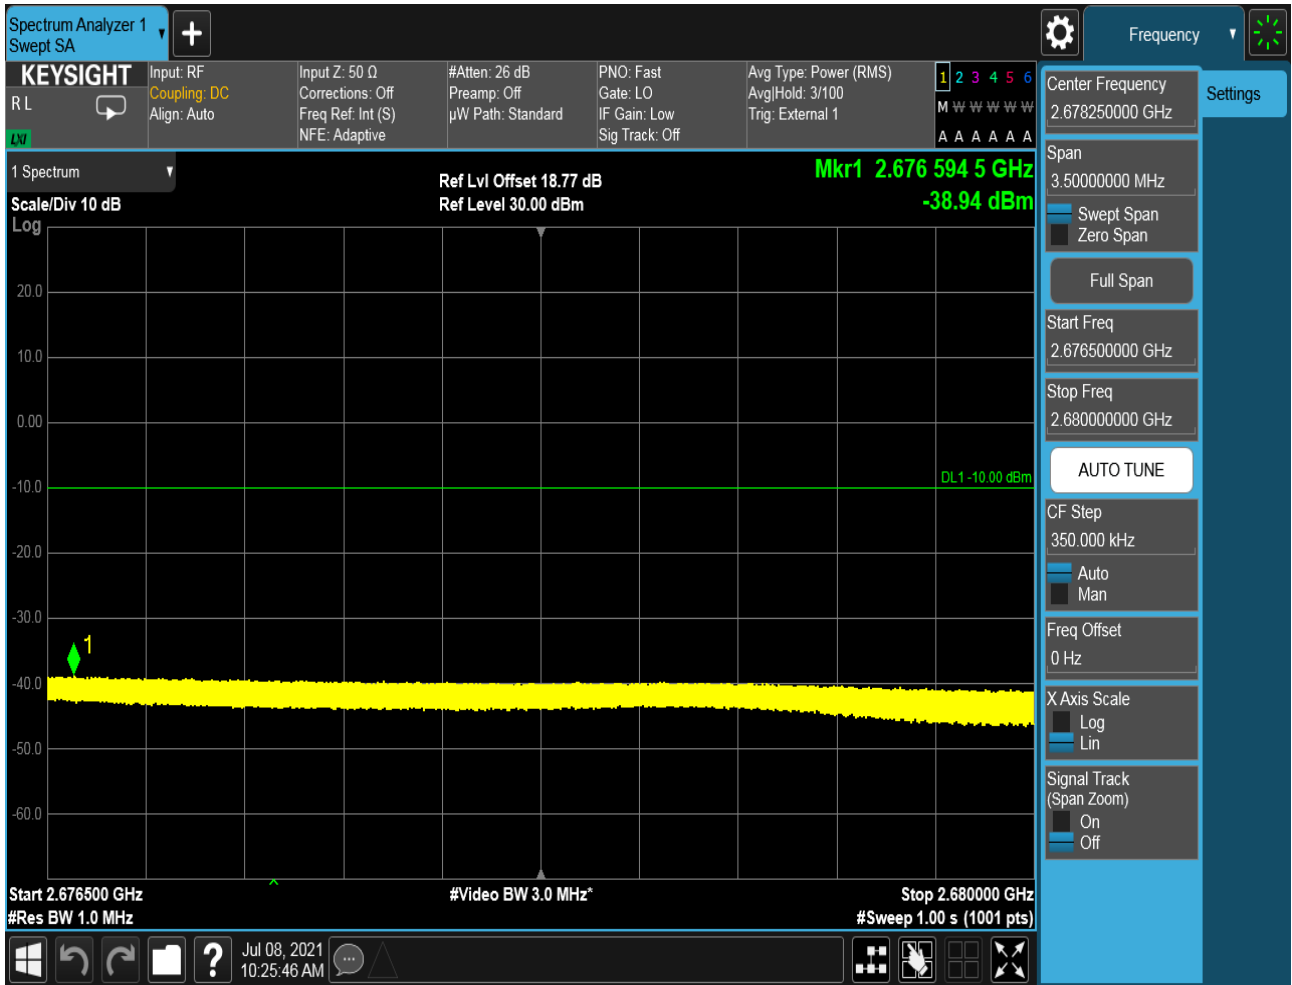 Spectrum Analyzer 1
Swept SA
Frequency
KEYSIGHT
R L
LXI
Input: RF
Coupling: DC
Align: Auto
Input Z: 50 Ω
Corrections: Off
Freq Ref: Int (S)
NFE: Adaptive
#Atten: 26 dB
Preamp: Off
µW Path: Standard
PNO: Fast
Gate: LO
IF Gain: Low
Sig Track: Off
Avg Type: Power (RMS)
Avg|Hold: 3/100
Trig: External 1
1 2 3 4 5 6
M W W W W W
A A A A A A
1 Spectrum
Scale/Div 10 dB
Log
Ref Lvl Offset 18.77 dB
Ref Level 30.00 dBm
Mkr1 2.676 594 5 GHz
-38.94 dBm
20.0
10.0
0.00
-10.0
DL1 -10.00 dBm
-20.0
-30.0
1
-40.0
-50.0
-60.0
Start 2.676500 GHz
#Video BW 3.0 MHz*
Stop 2.680000 GHz
#Res BW 1.0 MHz
#Sweep 1.00 s (1001 pts)
?
Jul 08, 2021
10:25:46 AM
Settings
Center Frequency
2.678250000 GHz
Span
3.50000000 MHz
Swept Span
Zero Span
Full Span
Start Freq
2.676500000 GHz
Stop Freq
2.680000000 GHz
AUTO TUNE
CF Step
350.000 kHz
Auto
Man
Freq Offset
0 Hz
X Axis Scale
Log
Lin
Signal Track
(Span Zoom)
On
Off